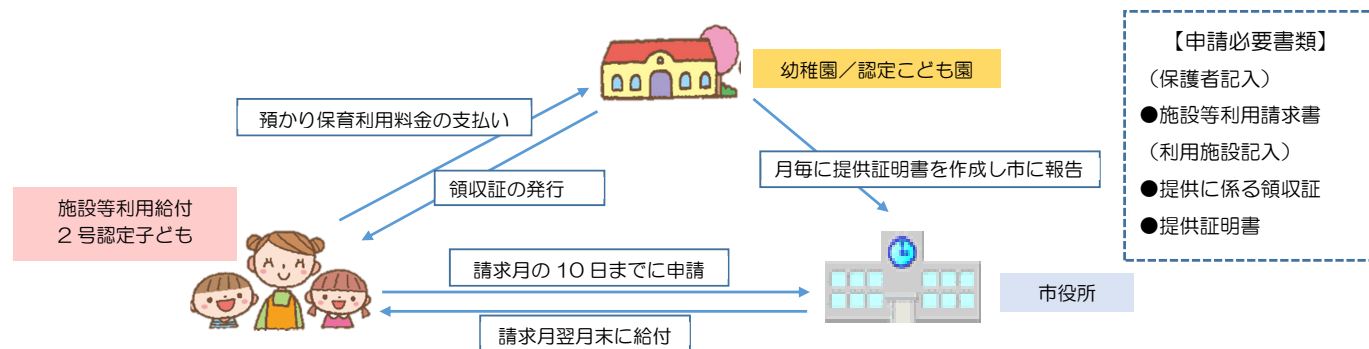 幼稚園／認定こども園
預かり保育利用料金の支払い
領収証の発行
月毎に提供証明書を作成し市に報告
施設等利用給付
２号認定子ども
請求月の 10 日までに申請
請求月翌月末に給付
市役所
【申請必要書類】
（保護者記入）
●施設等利用請求書
（利用施設記入）
●提供に係る領収証
●提供証明書